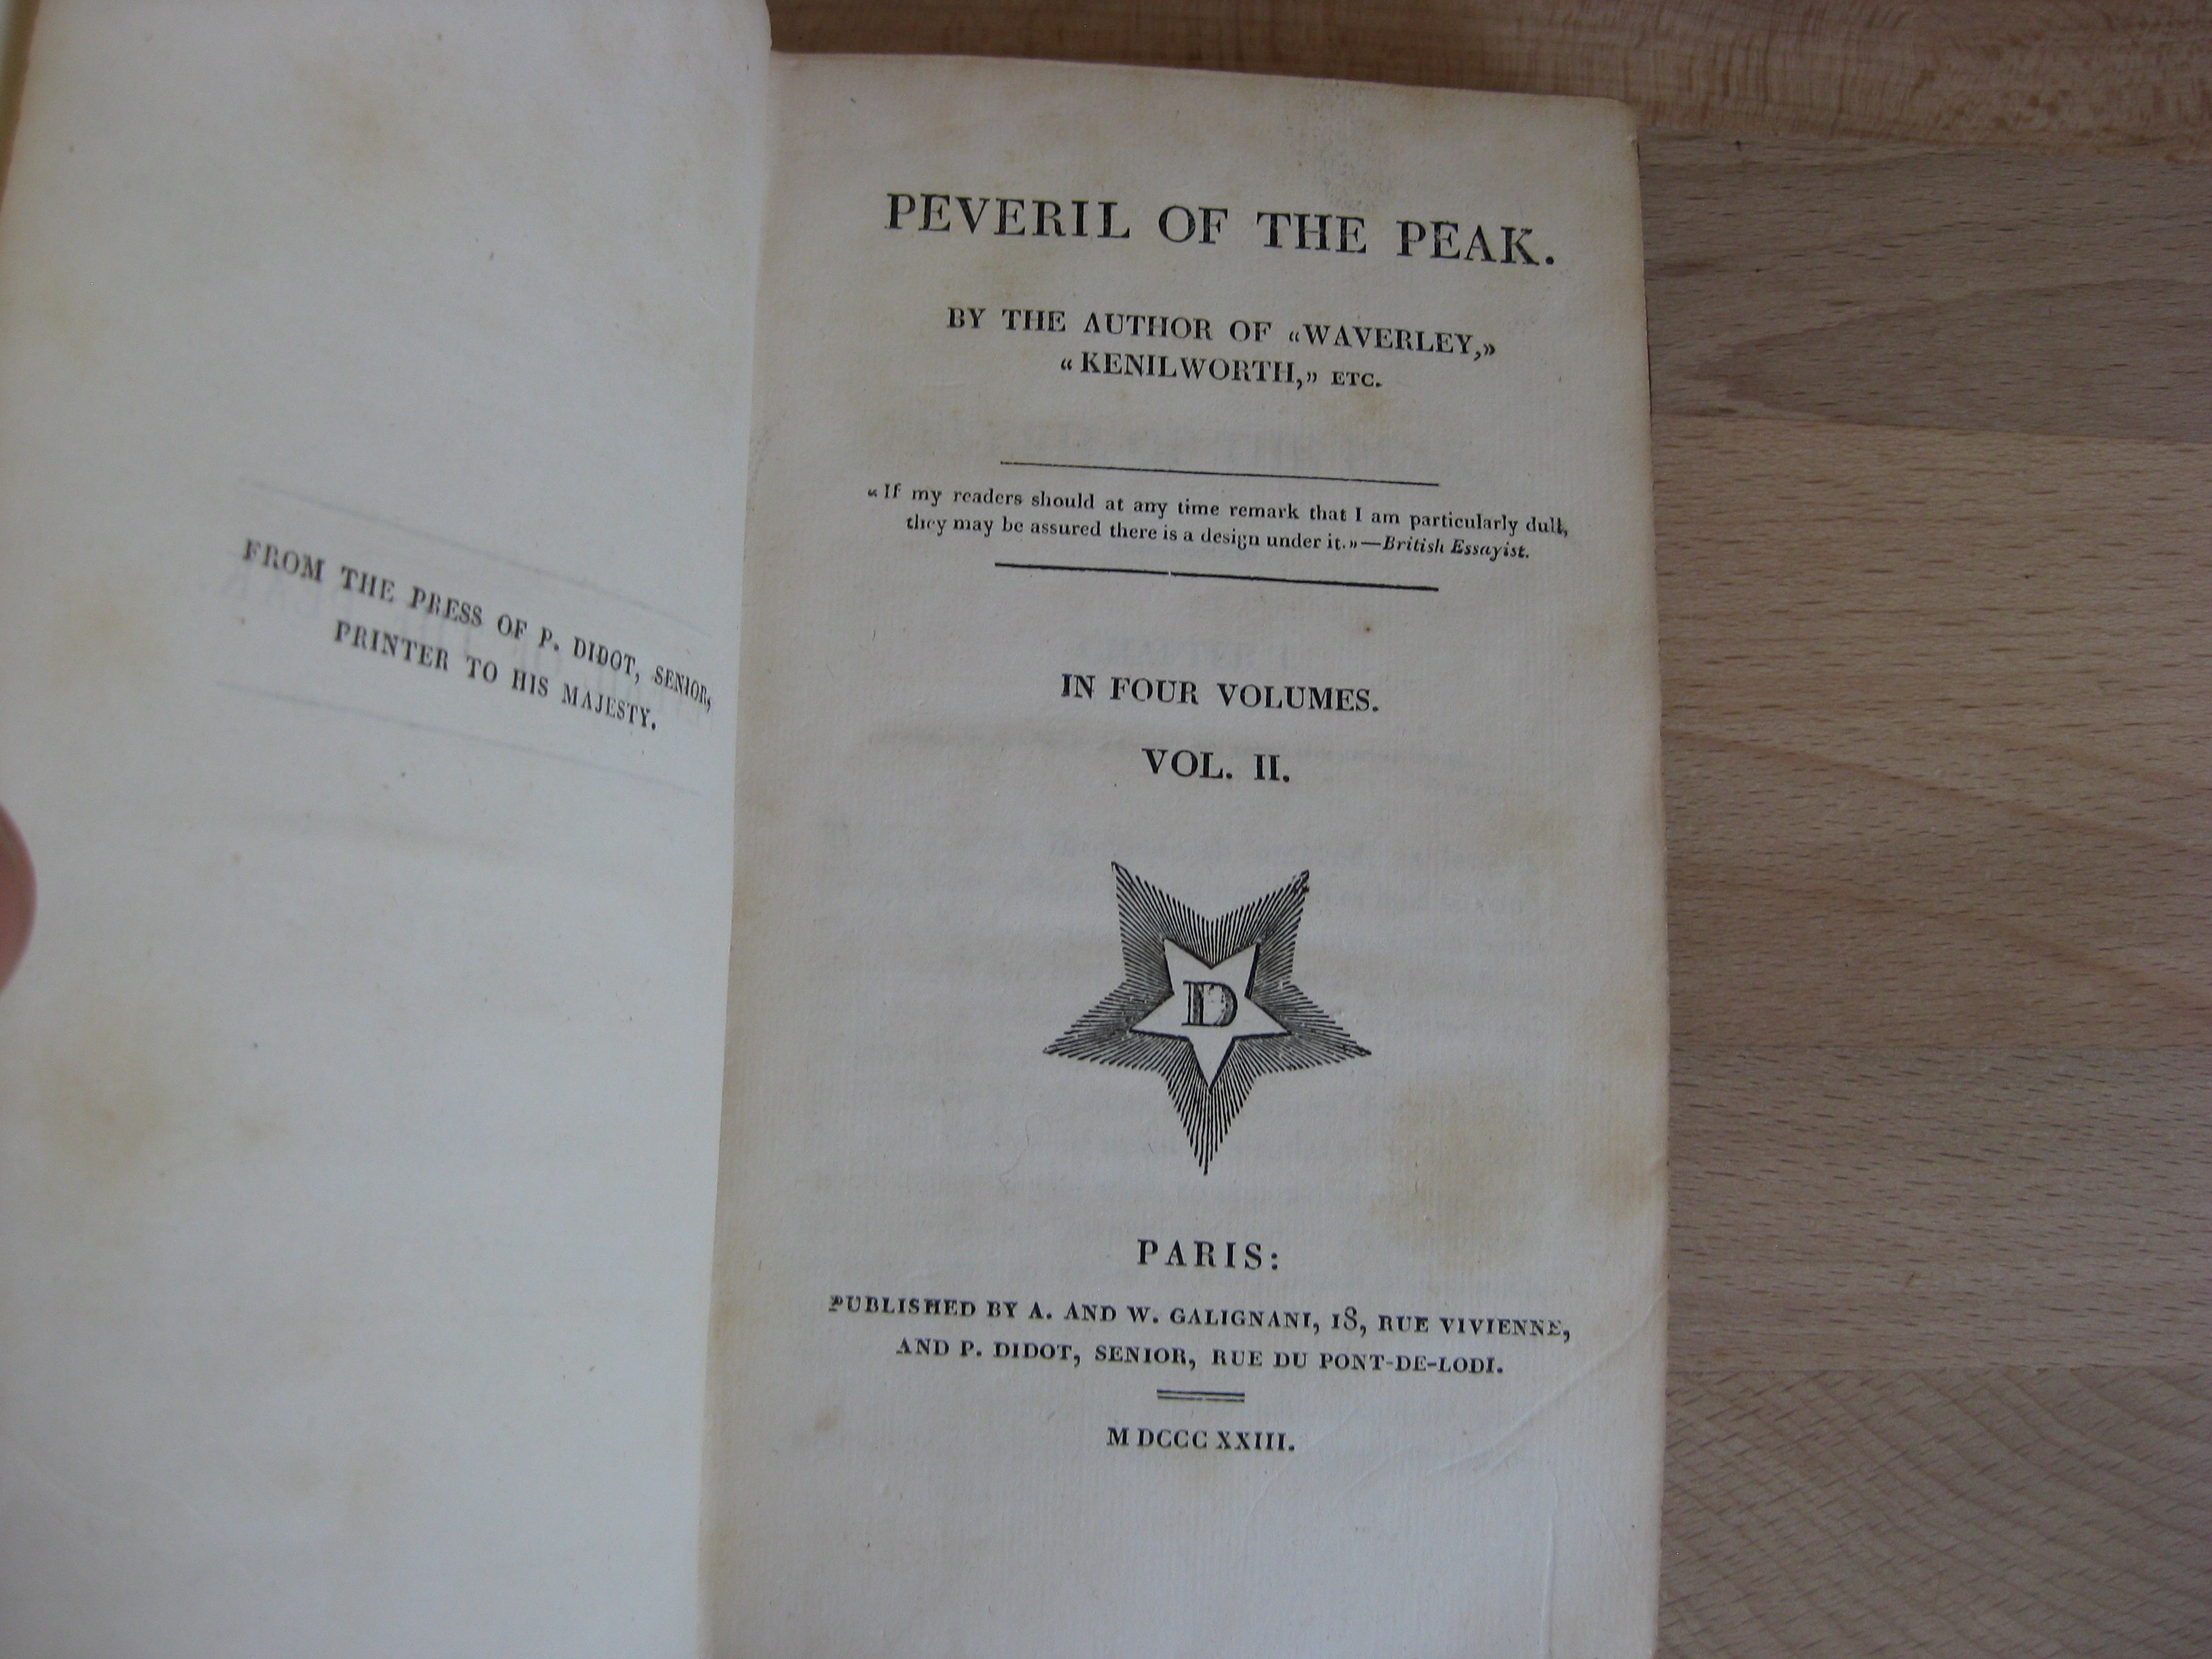 FROM THE PRESS OF P. DIDOT, SENIOR,
PRINTER TO HIS MAJESTY.
PEVERIL OF THE PEAK.
BY THE AUTHOR OF «WAVERLEY,»
«KENILWORTH,» ETC.
«If my readers should at any time remark that I am particularly dull,
they may be assured there is a design under it.»—British Essayist.
IN FOUR VOLUMES.
VOL. II.
D
PARIS:
PUBLISHED BY A. AND W. GALIGNANI, 18, RUE VIVIENNE,
AND P. DIDOT, SENIOR, RUE DU PONT-DE-LODI.
M DCCC XXIII.